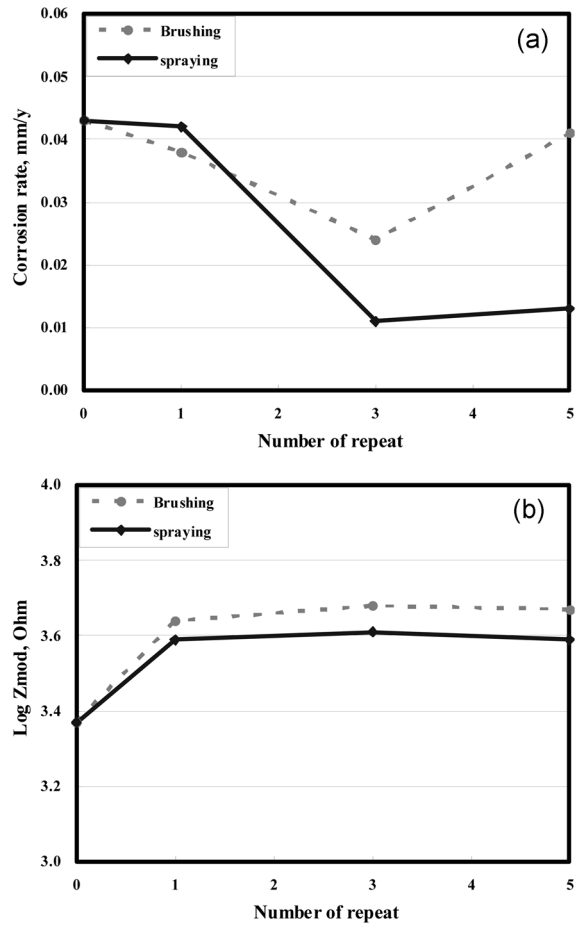 0.06
Brushing
spraying
(a)
0.05
0.04
0.03
0.02
0.01
0.00
Corrosion rate, mm/y
0 1 2 3 4 5
Number of repeat
4.0
Brushing
spraying
(b)
3.8
3.6
3.4
3.2
3.0
Log Zmod, Ohm
0 1 2 3 4 5
Number of repeat